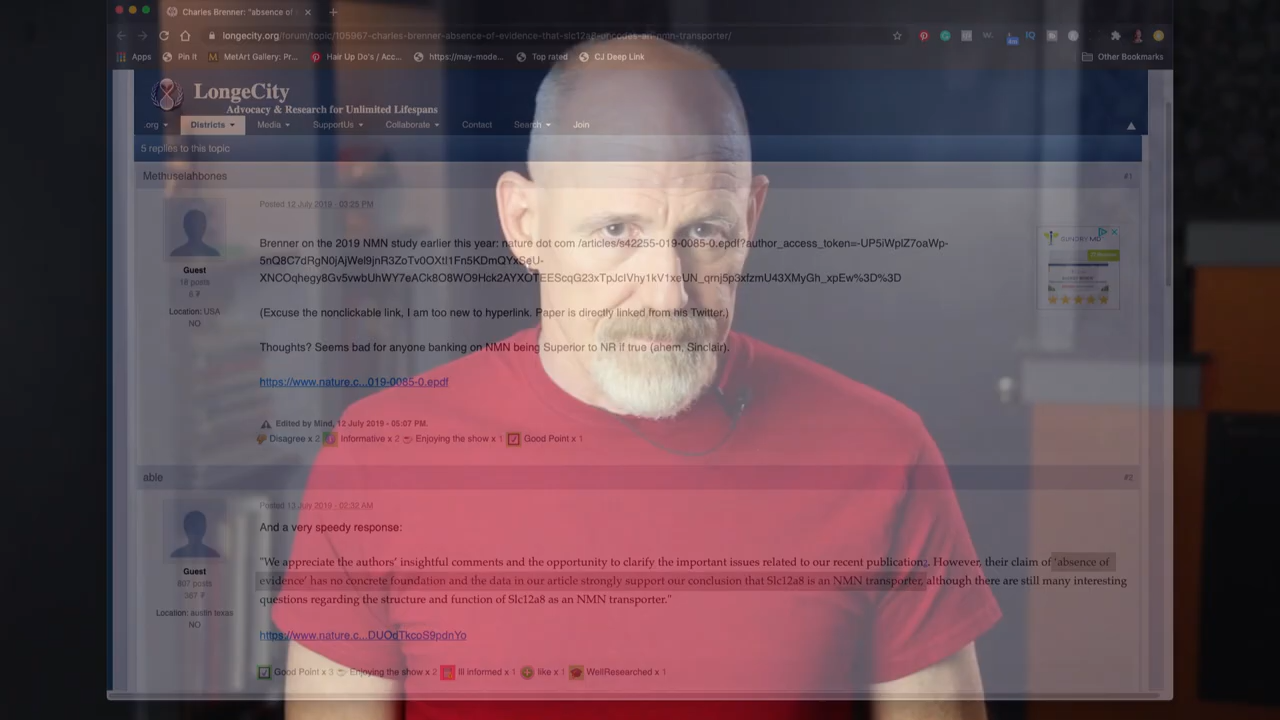 Charles Brenner: "absence of
longecity.org/forum/topic/105967-charles-brenner-absence-of-evidence-that-slc12a8-encodes-an-nmn-transporter/
Apps Pin It MetArt Gallery: Pr... Hair Up Do's / Acc... https://may-mode... Top rated CJ Deep Link Other Bookmarks
LongeCity
Advocacy & Research for Unlimited Lifespans
.org Districts Media SupportUs Collaborate Contact Search Join
5 replies to this topic
Methuselahbones #1
Posted 12 July 2019 - 03:25 PM
Guest
18 posts
6
Location: USA
NO
Brenner on the 2019 NMN study earlier this year: nature dot com /articles/s42255-019-0085-0.epdf?author_access_token=-UP5iWplZ7oaWp-
(Excuse the nonclickable link, I am too new to hyperlink. Paper is directly linked from his Twitter.)
Thoughts? Seems bad for anyone banking on NMN being Superior to NR if true (ahem, Sinclair).
https://www.nature.c...019-0085-0.epdf
Edited by Mind, 12 July 2019 - 05:07 PM.
Disagree x 2 Informative x 2 Enjoying the show x 1 Good Point x 1
able #2
Posted 13 July 2019 - 02:32 AM
Guest
807 posts
367
Location: austin texas
NO
And a very speedy response:
"We appreciate the authors' insightful comments and the opportunity to clarify the important issues related to our recent publication. However, their claim of 'absence of
evidence' has no concrete foundation and the data in our article strongly support our conclusion that Slc12a8 is an NMN transporter, although there are still many interesting
questions regarding the structure and function of Slc12a8 as an NMN transporter."
https://www.nature.c...DUOdTkcoS9pdnYo
Good Point x 3 Enjoying the show x 2 Ill informed x 1 like x 1 WellResearched x 1